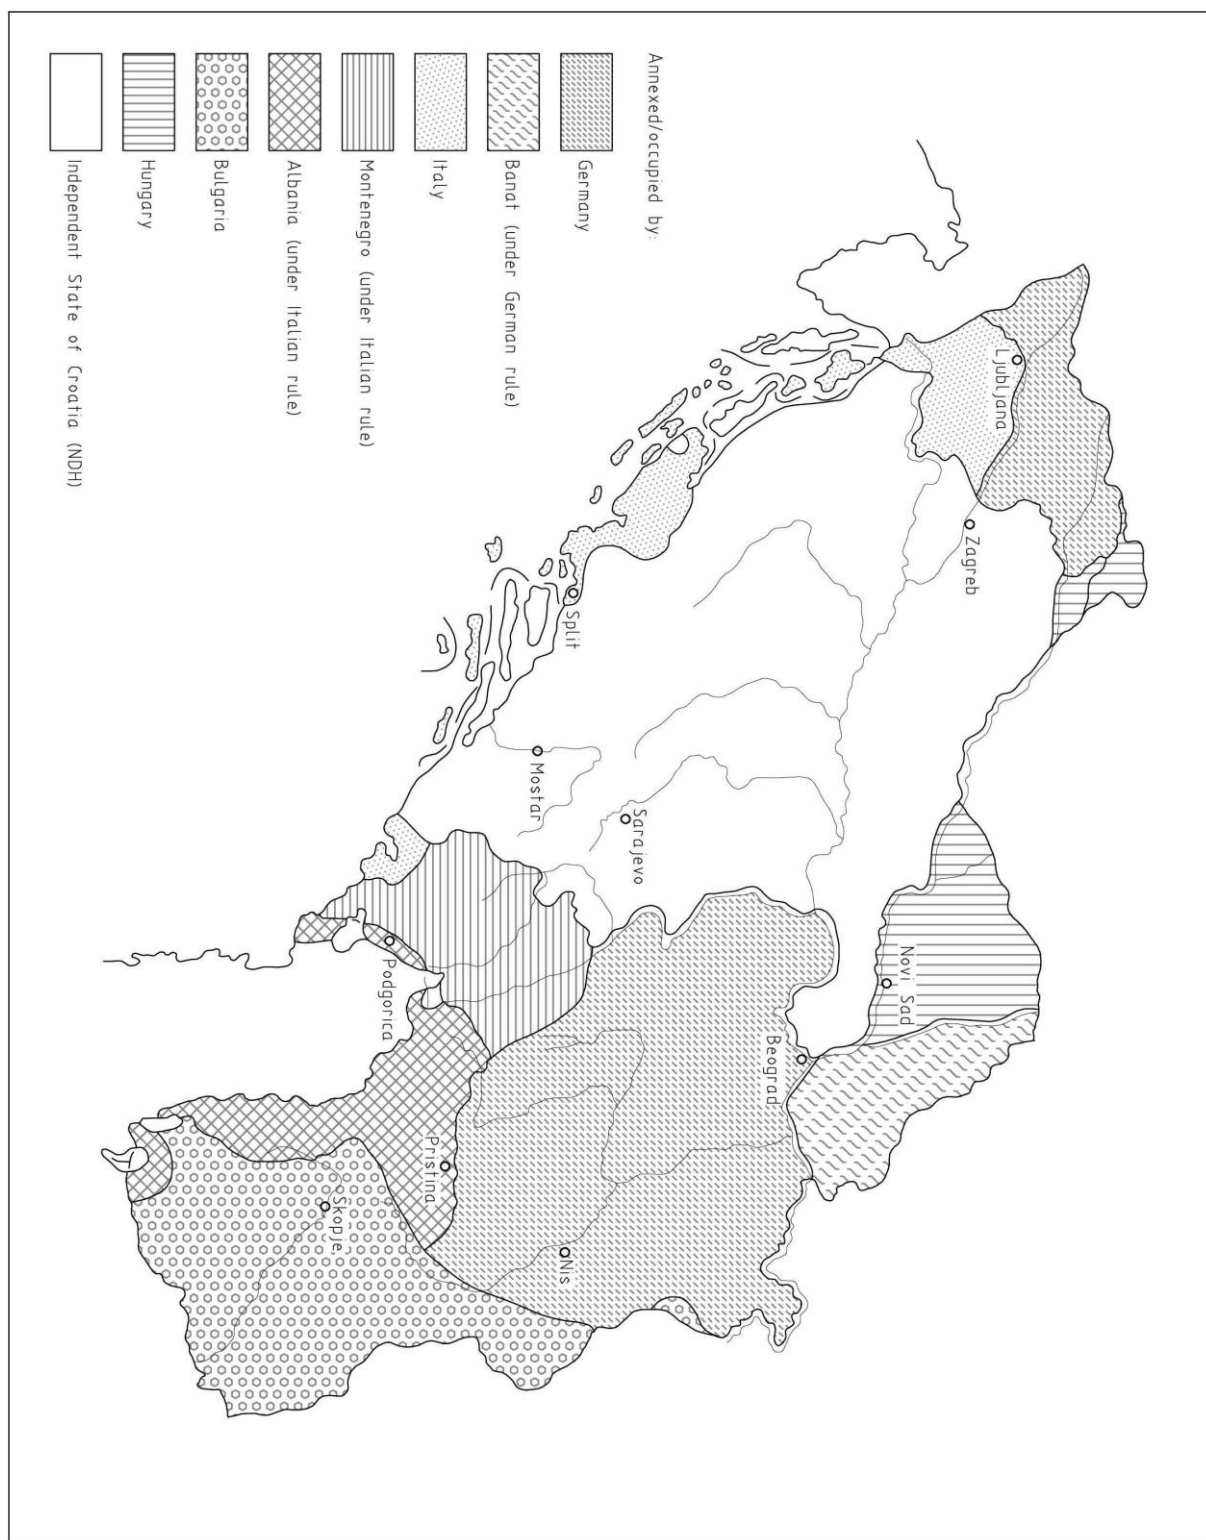 Annexed/occupied by:
Germany
Banat (under German rule)
Italy
Montenegro (under Italian rule)
Albania (under Italian rule)
Bulgaria
Hungary
Independent State of Croatia (NDH)
Ljubljana
Zagreb
Split
Mostar
Sarajevo
Novi Sad
Beograd
Podgorica
Pristina
Skopje
Nis